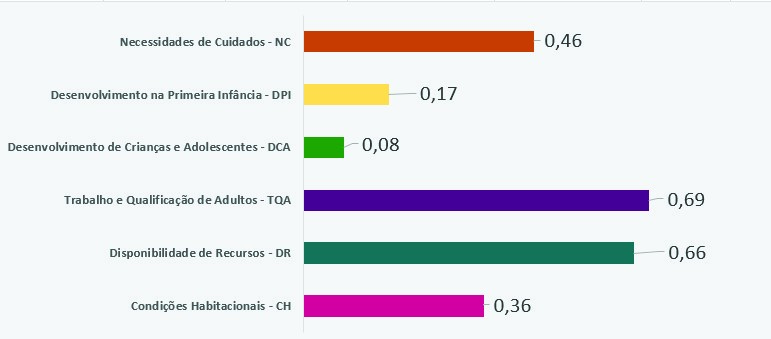 Necessidades de Cuidados - NC 0,46
Desenvolvimento na Primeira Infância - DPI 0,17
Desenvolvimento de Crianças e Adolescentes - DCA 0,08
Trabalho e Qualificação de Adultos - TQA 0,69
Disponibilidade de Recursos - DR 0,66
Condições Habitacionais - CH 0,36